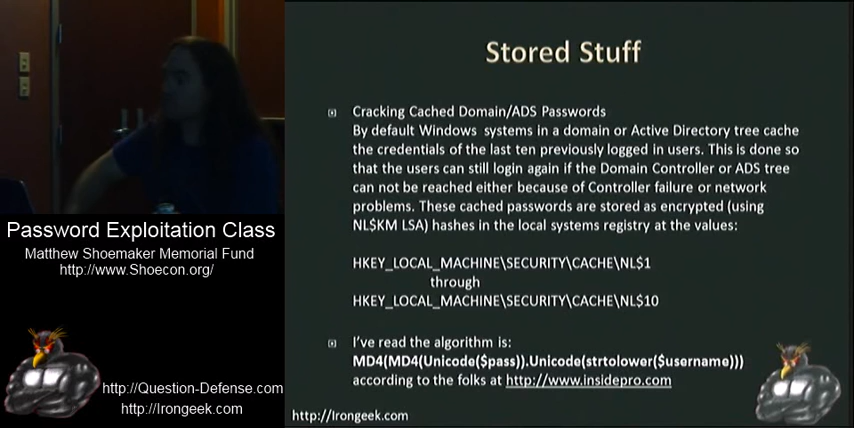 Stored Stuff
Cracking Cached Domain/ADS Passwords
By default Windows systems in a domain or Active Directory tree cache
the credentials of the last ten previously logged in users. This is done so
that the users can still login again if the Domain Controller or ADS tree
can not be reached either because of Controller failure or network
problems. These cached passwords are stored as encrypted (using
NL$KM LSA) hashes in the local systems registry at the values:
HKEY_LOCAL_MACHINE\SECURITY\CACHE\NL$1
through
HKEY_LOCAL_MACHINE\SECURITY\CACHE\NL$10
I've read the algorithm is:
MD4(MD4(Unicode($pass)).Unicode(strtolower($username)))
according to the folks at http://www.insidepro.com
http://Irongeek.com
Password Exploitation Class
Matthew Shoemaker Memorial Fund
http://www.Shoecon.org/
http://Question-Defense.com
http://Irongeek.com